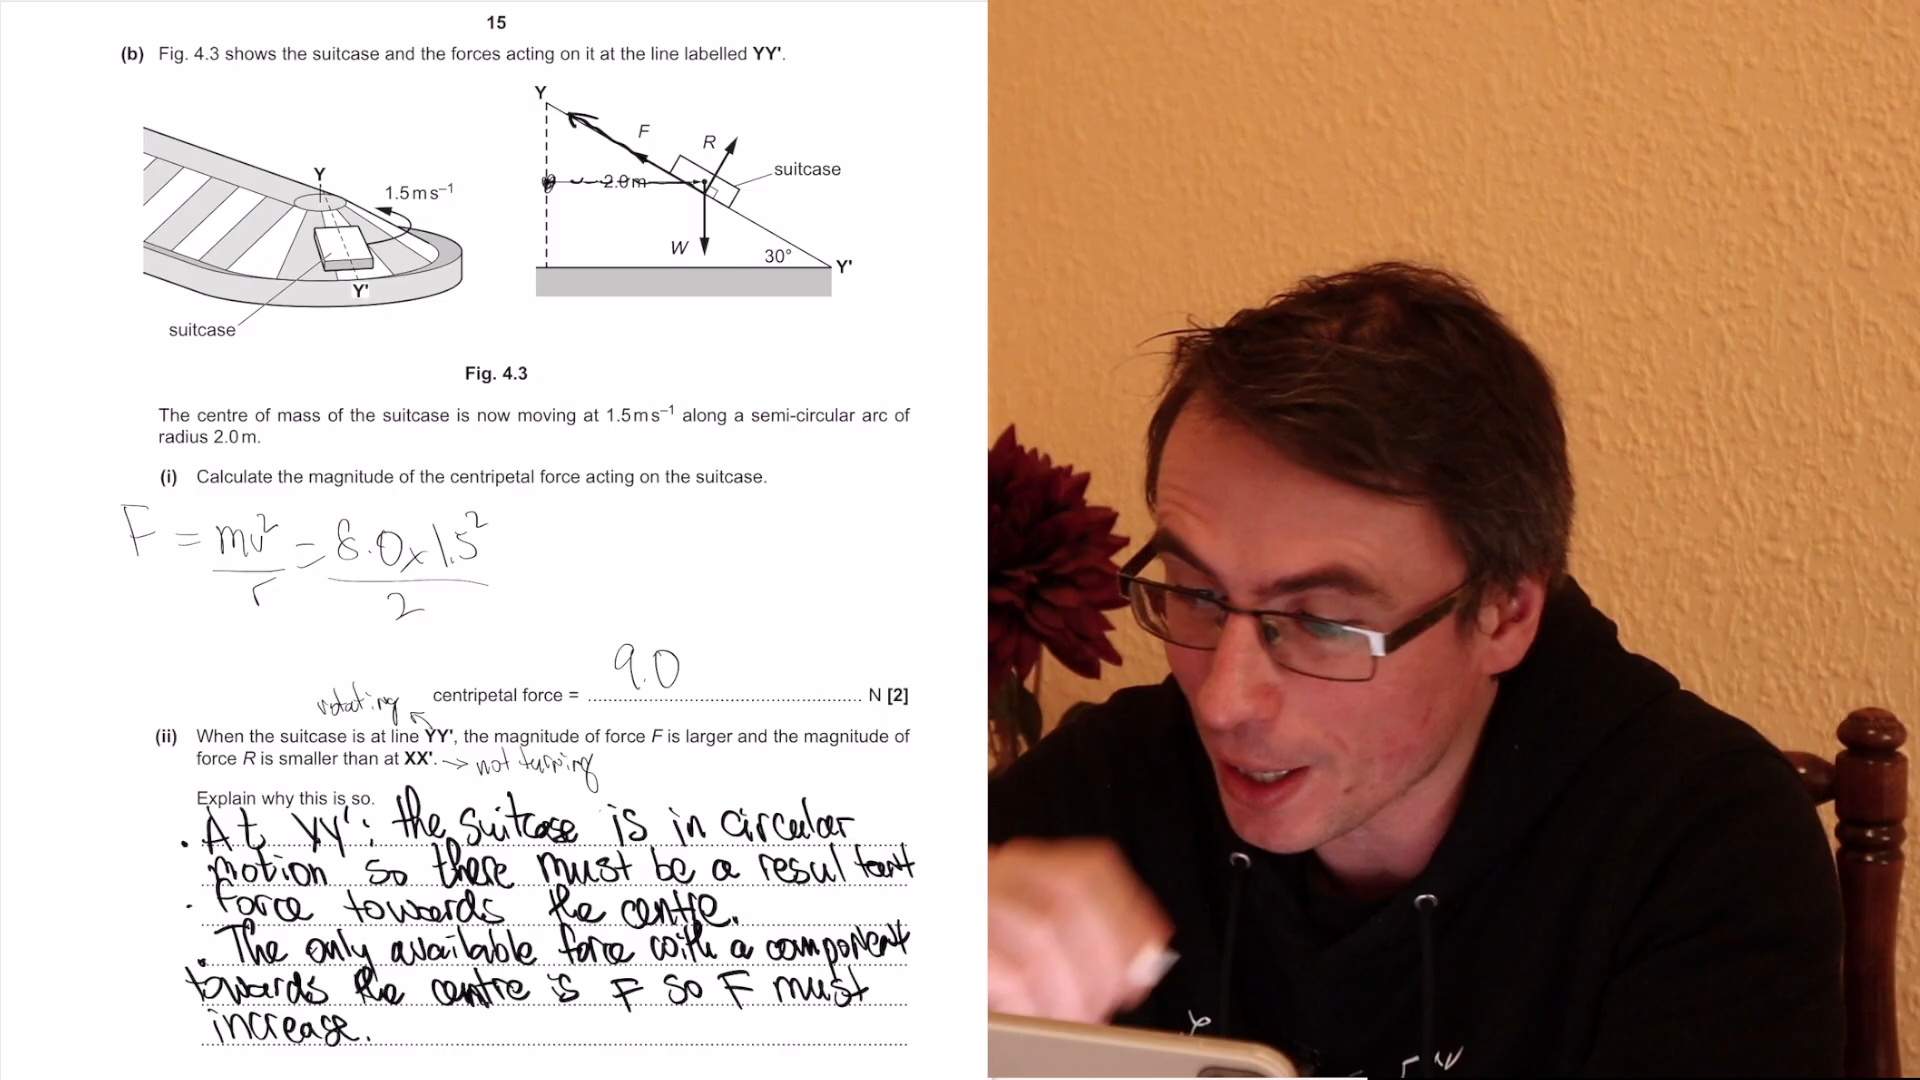 15
(b) Fig. 4.3 shows the suitcase and the forces acting on it at the line labelled YY'.
Y
1.5 m s⁻¹
Y'
suitcase
Y
F
R
suitcase
2.0 m
W
30°
Y'
Fig. 4.3
The centre of mass of the suitcase is now moving at 1.5 m s⁻¹ along a semi-circular arc of
radius 2.0 m.
(i) Calculate the magnitude of the centripetal force acting on the suitcase.
F = mv²/r = 8.0 x 1.5²/2
9.0
centripetal force = ........ N [2]
rotating
(ii) When the suitcase is at line YY', the magnitude of force F is larger and the magnitude of
force R is smaller than at XX'. → not turning
Explain why this is so.
. At YY': the suitcase is in circular
motion so there must be a resultant
. force towards the centre.
. The only available force with a component
towards the centre is F so F must
increase.